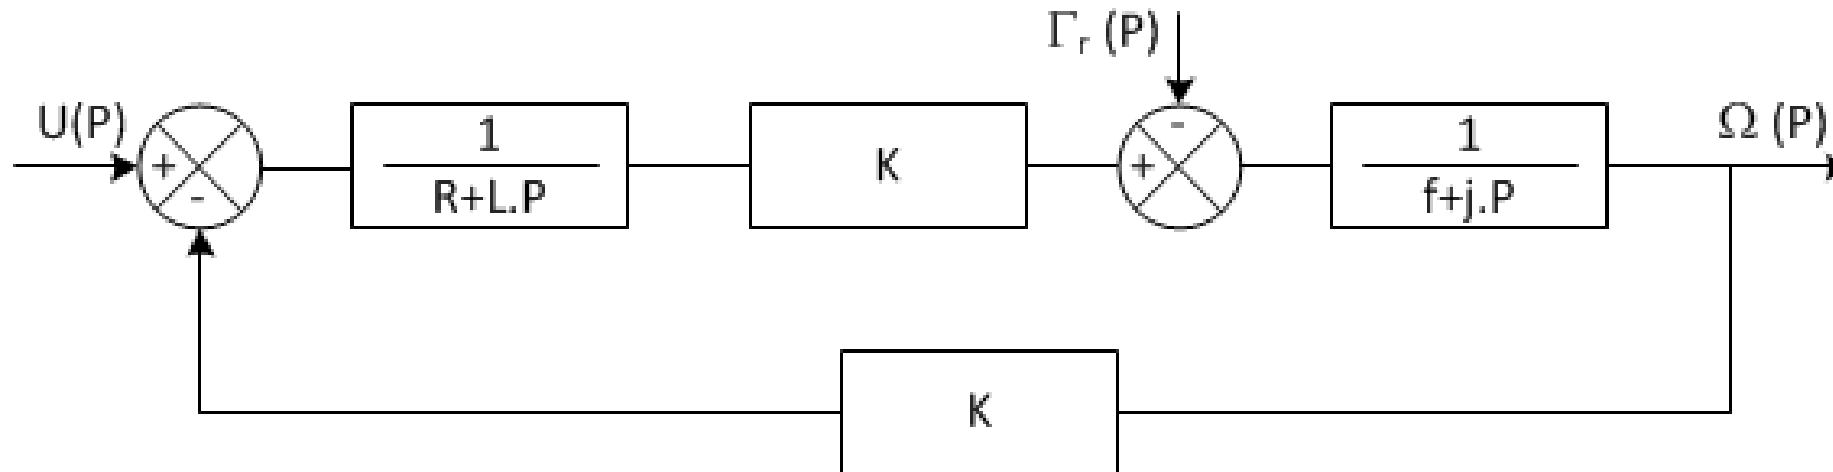 Γr (P)
U(P)
+
-
1
R+L.P
K
-
+
1
f+j.P
Ω (P)
K